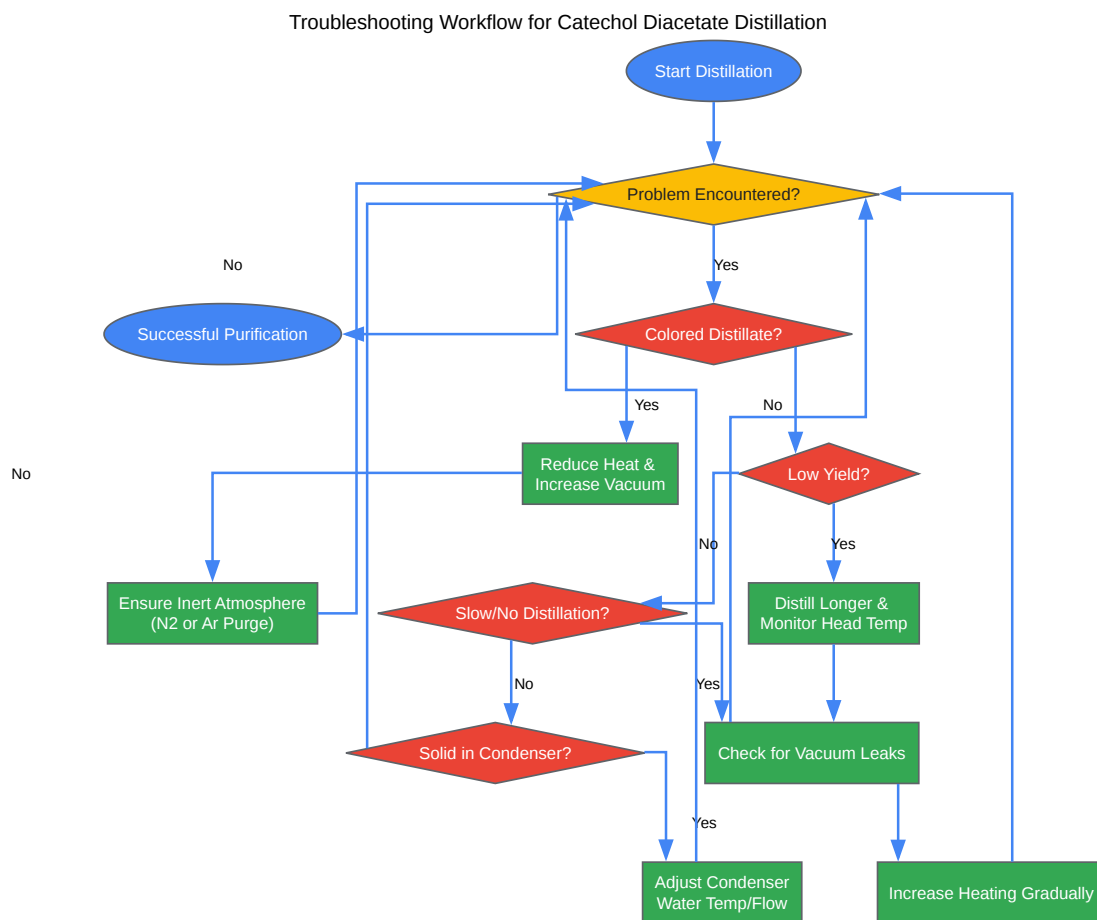 Troubleshooting Workflow for Catechol Diacetate Distillation
Start Distillation
Problem Encountered?
No
Yes
Successful Purification
Colored Distillate?
Yes
No
Reduce Heat &
Increase Vacuum
Low Yield?
No
No
Yes
Ensure Inert Atmosphere
(N2 or Ar Purge)
Slow/No Distillation?
Distill Longer &
Monitor Head Temp
No
Yes
Solid in Condenser?
Check for Vacuum Leaks
Yes
Adjust Condenser
Water Temp/Flow
Increase Heating Gradually